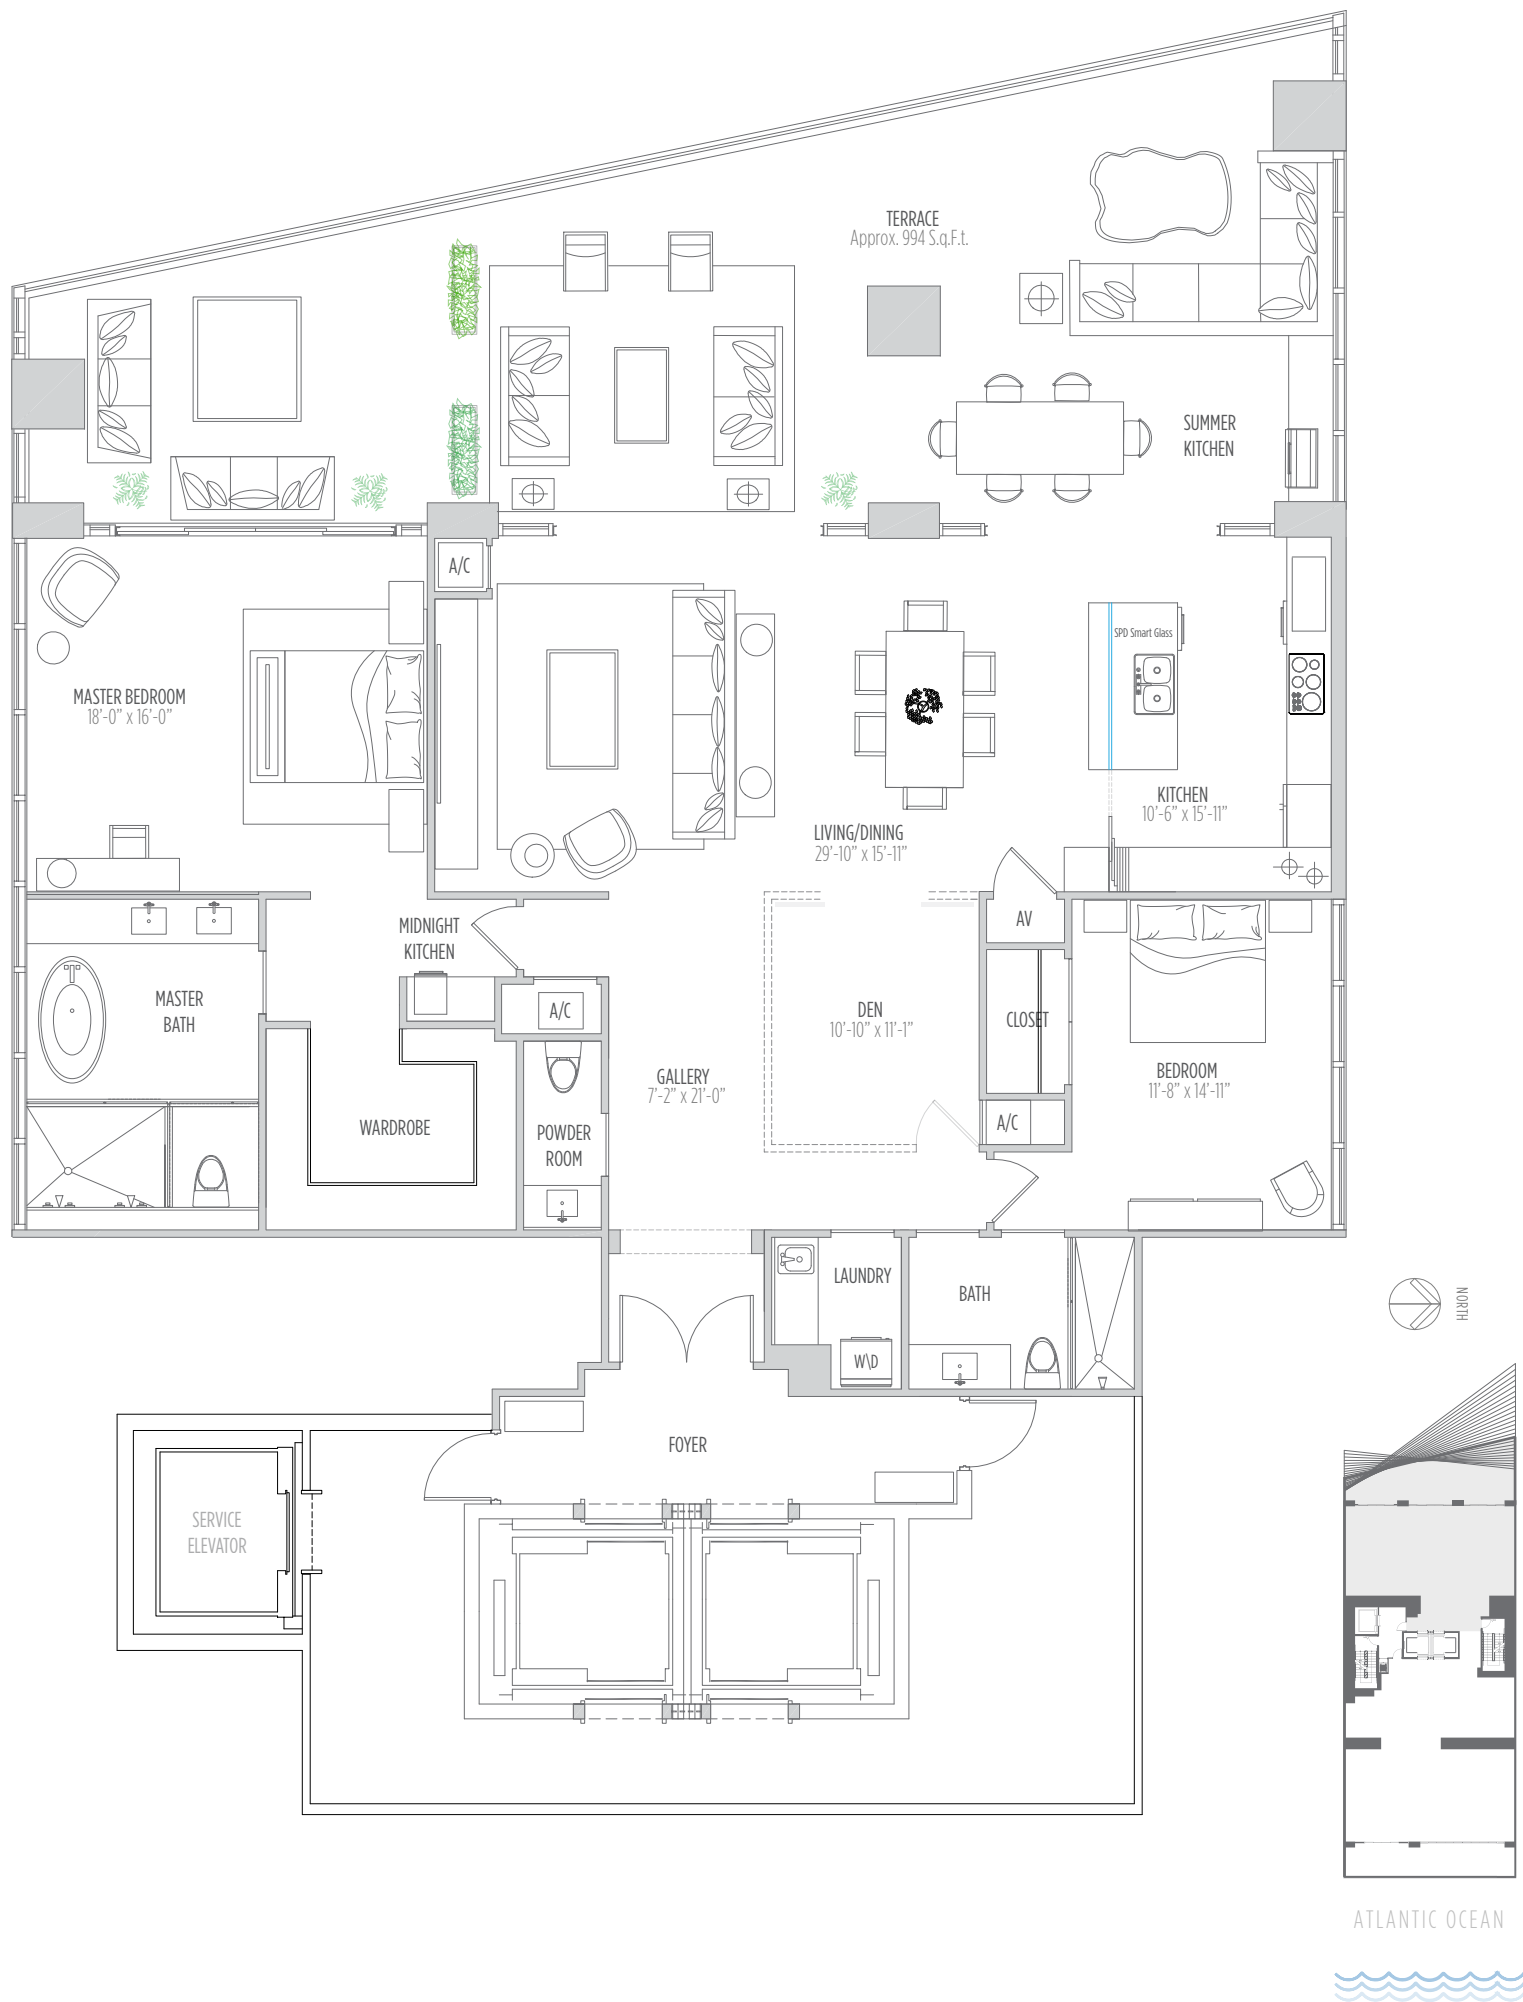 TERRACE
Approx. 994 S.q.F.t.
SUMMER
KITCHEN
A/C
SPD Smart Glass
MASTER BEDROOM
18'-0" x 16'-0"
KITCHEN
10'-6" x 15'-11"
LIVING/DINING
29'-10" x 15'-11"
MIDNIGHT
KITCHEN
AV
MASTER
BATH
A/C
DEN
10'-10" x 11'-1"
CLOSET
GALLERY
7'-2" x 21'-0"
BEDROOM
11'-8" x 14'-11"
WARDROBE
POWDER
ROOM
A/C
LAUNDRY
BATH
NORTH
W\D
FOYER
SERVICE
ELEVATOR
ATLANTIC OCEAN